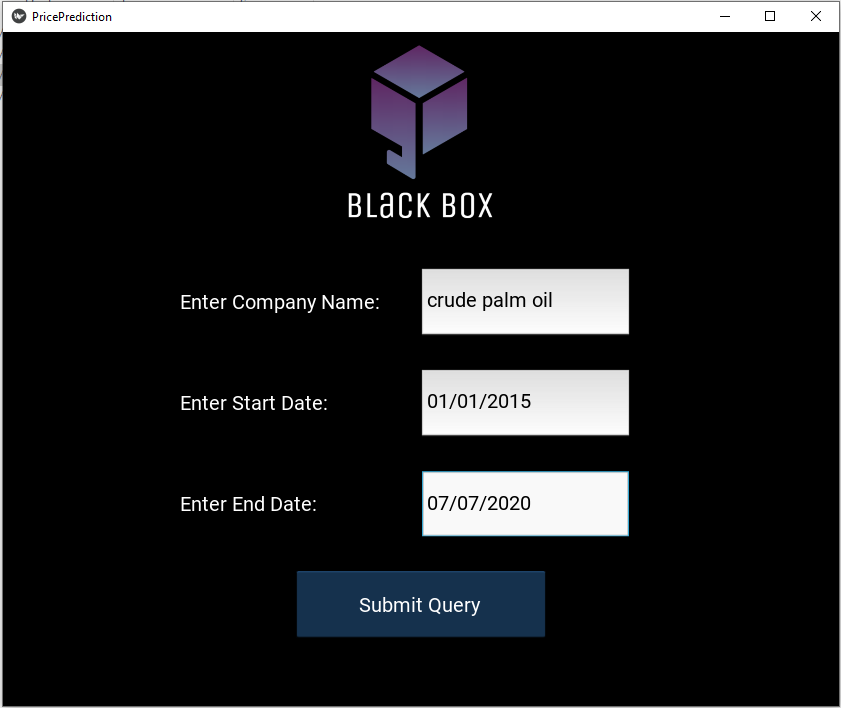 PricePrediction
BLaCK BOX
Enter Company Name:
crude palm oil
Enter Start Date:
01/01/2015
Enter End Date:
07/07/2020
Submit Query